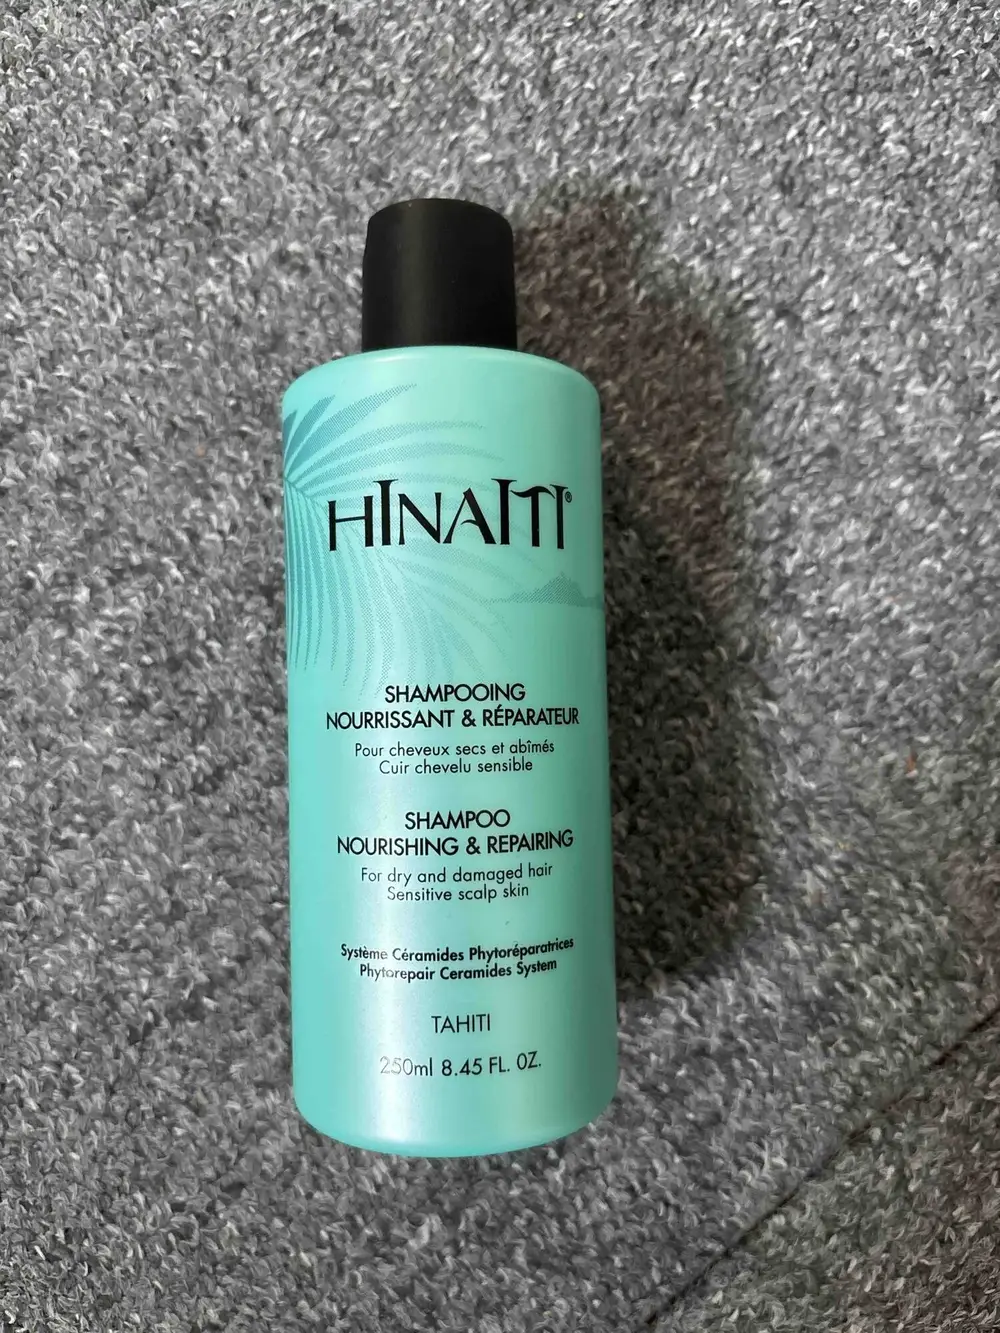 HINAITI®
SHAMPOOING
NOURRISSANT & RÉPARATEUR
Pour cheveux secs et abîmés
Cuir chevelu sensible
SHAMPOO
NOURISHING & REPAIRING
For dry and damaged hair
Sensitive scalp skin
Système Céramides Phytoréparatrices
Phytorepair Ceramides System
TAHITI
250ml 8.45 FL. OZ.